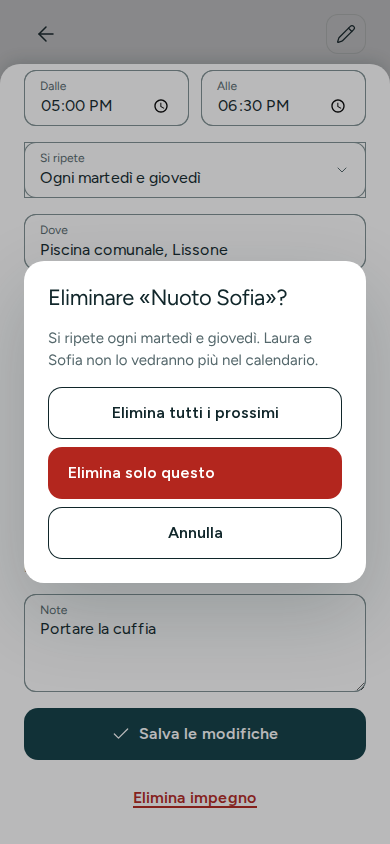 Dalle
05:00 PM
Alle
06:30 PM
Si ripete
Ogni martedì e giovedì
Dove
Piscina comunale, Lissone
Eliminare «Nuoto Sofia»?
Si ripete ogni martedì e giovedì. Laura e
Sofia non lo vedranno più nel calendario.
Elimina tutti i prossimi
Elimina solo questo
Annulla
Note
Portare la cuffia
Salva le modifiche
Elimina impegno